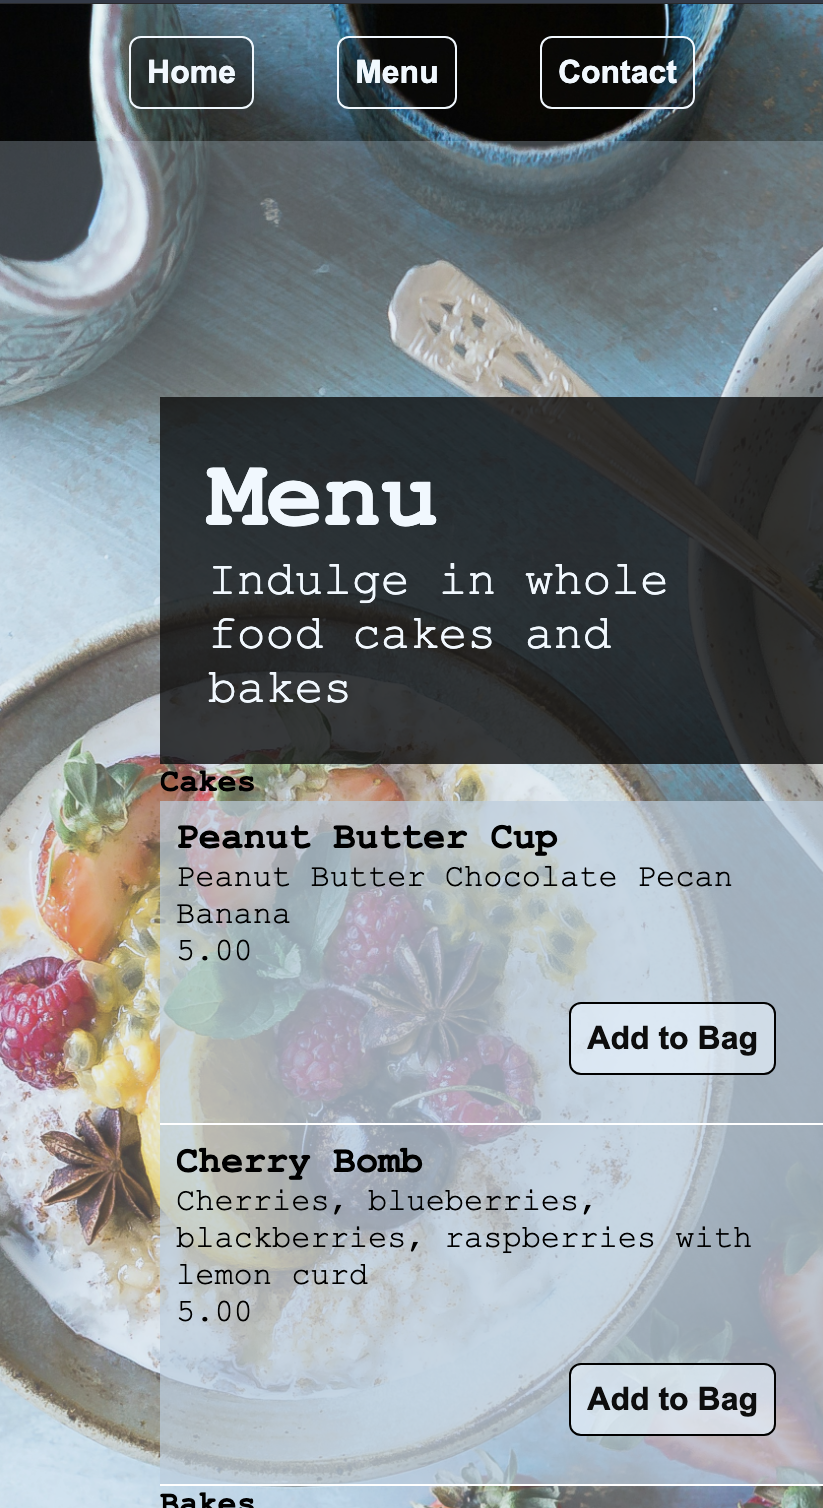 Home Menu Contact
Menu
Indulge in whole
food cakes and
bakes
Cakes
Peanut Butter Cup
Peanut Butter Chocolate Pecan
Banana
5.00
Add to Bag
Cherry Bomb
Cherries, blueberries,
blackberries, raspberries with
lemon curd
5.00
Add to Bag
Bakes